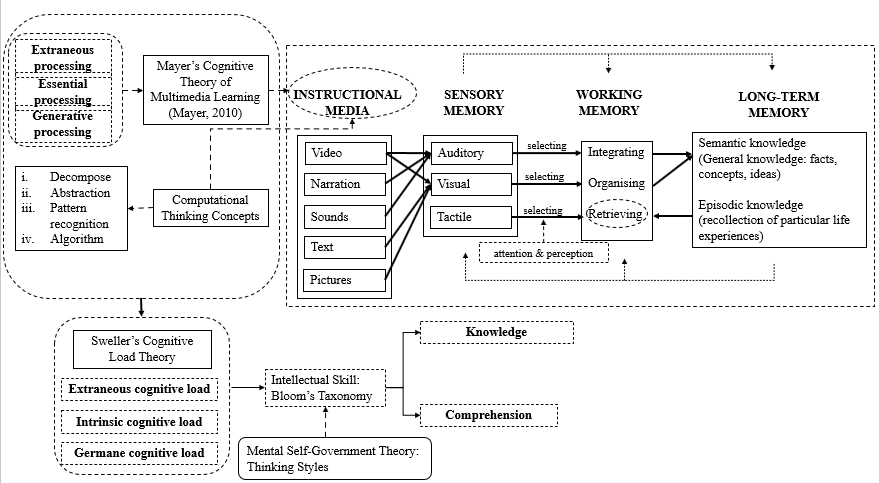 Extraneous
processing
Essential
processing
Generative
processing
Mayer's Cognitive
Theory of
Multimedia Learning
(Mayer, 2010)
i. Decompose
ii. Abstraction
iii. Pattern
recognition
iv. Algorithm
Computational
Thinking Concepts
INSTRUCTIONAL
MEDIA
SENSORY
MEMORY
WORKING
MEMORY
LONG-TERM
MEMORY
Video
Narration
Sounds
Text
Pictures
Auditory
Visual
Tactile
selecting
selecting
selecting
attention & perception
Integrating
Organising
Retrieving
Semantic knowledge
(General knowledge: facts,
concepts, ideas)
Episodic knowledge
(recollection of particular life
experiences)
Sweller's Cognitive
Load Theory
Extraneous cognitive load
Intrinsic cognitive load
Germane cognitive load
Intellectual Skill:
Bloom's Taxonomy
Knowledge
Comprehension
Mental Self-Government Theory:
Thinking Styles